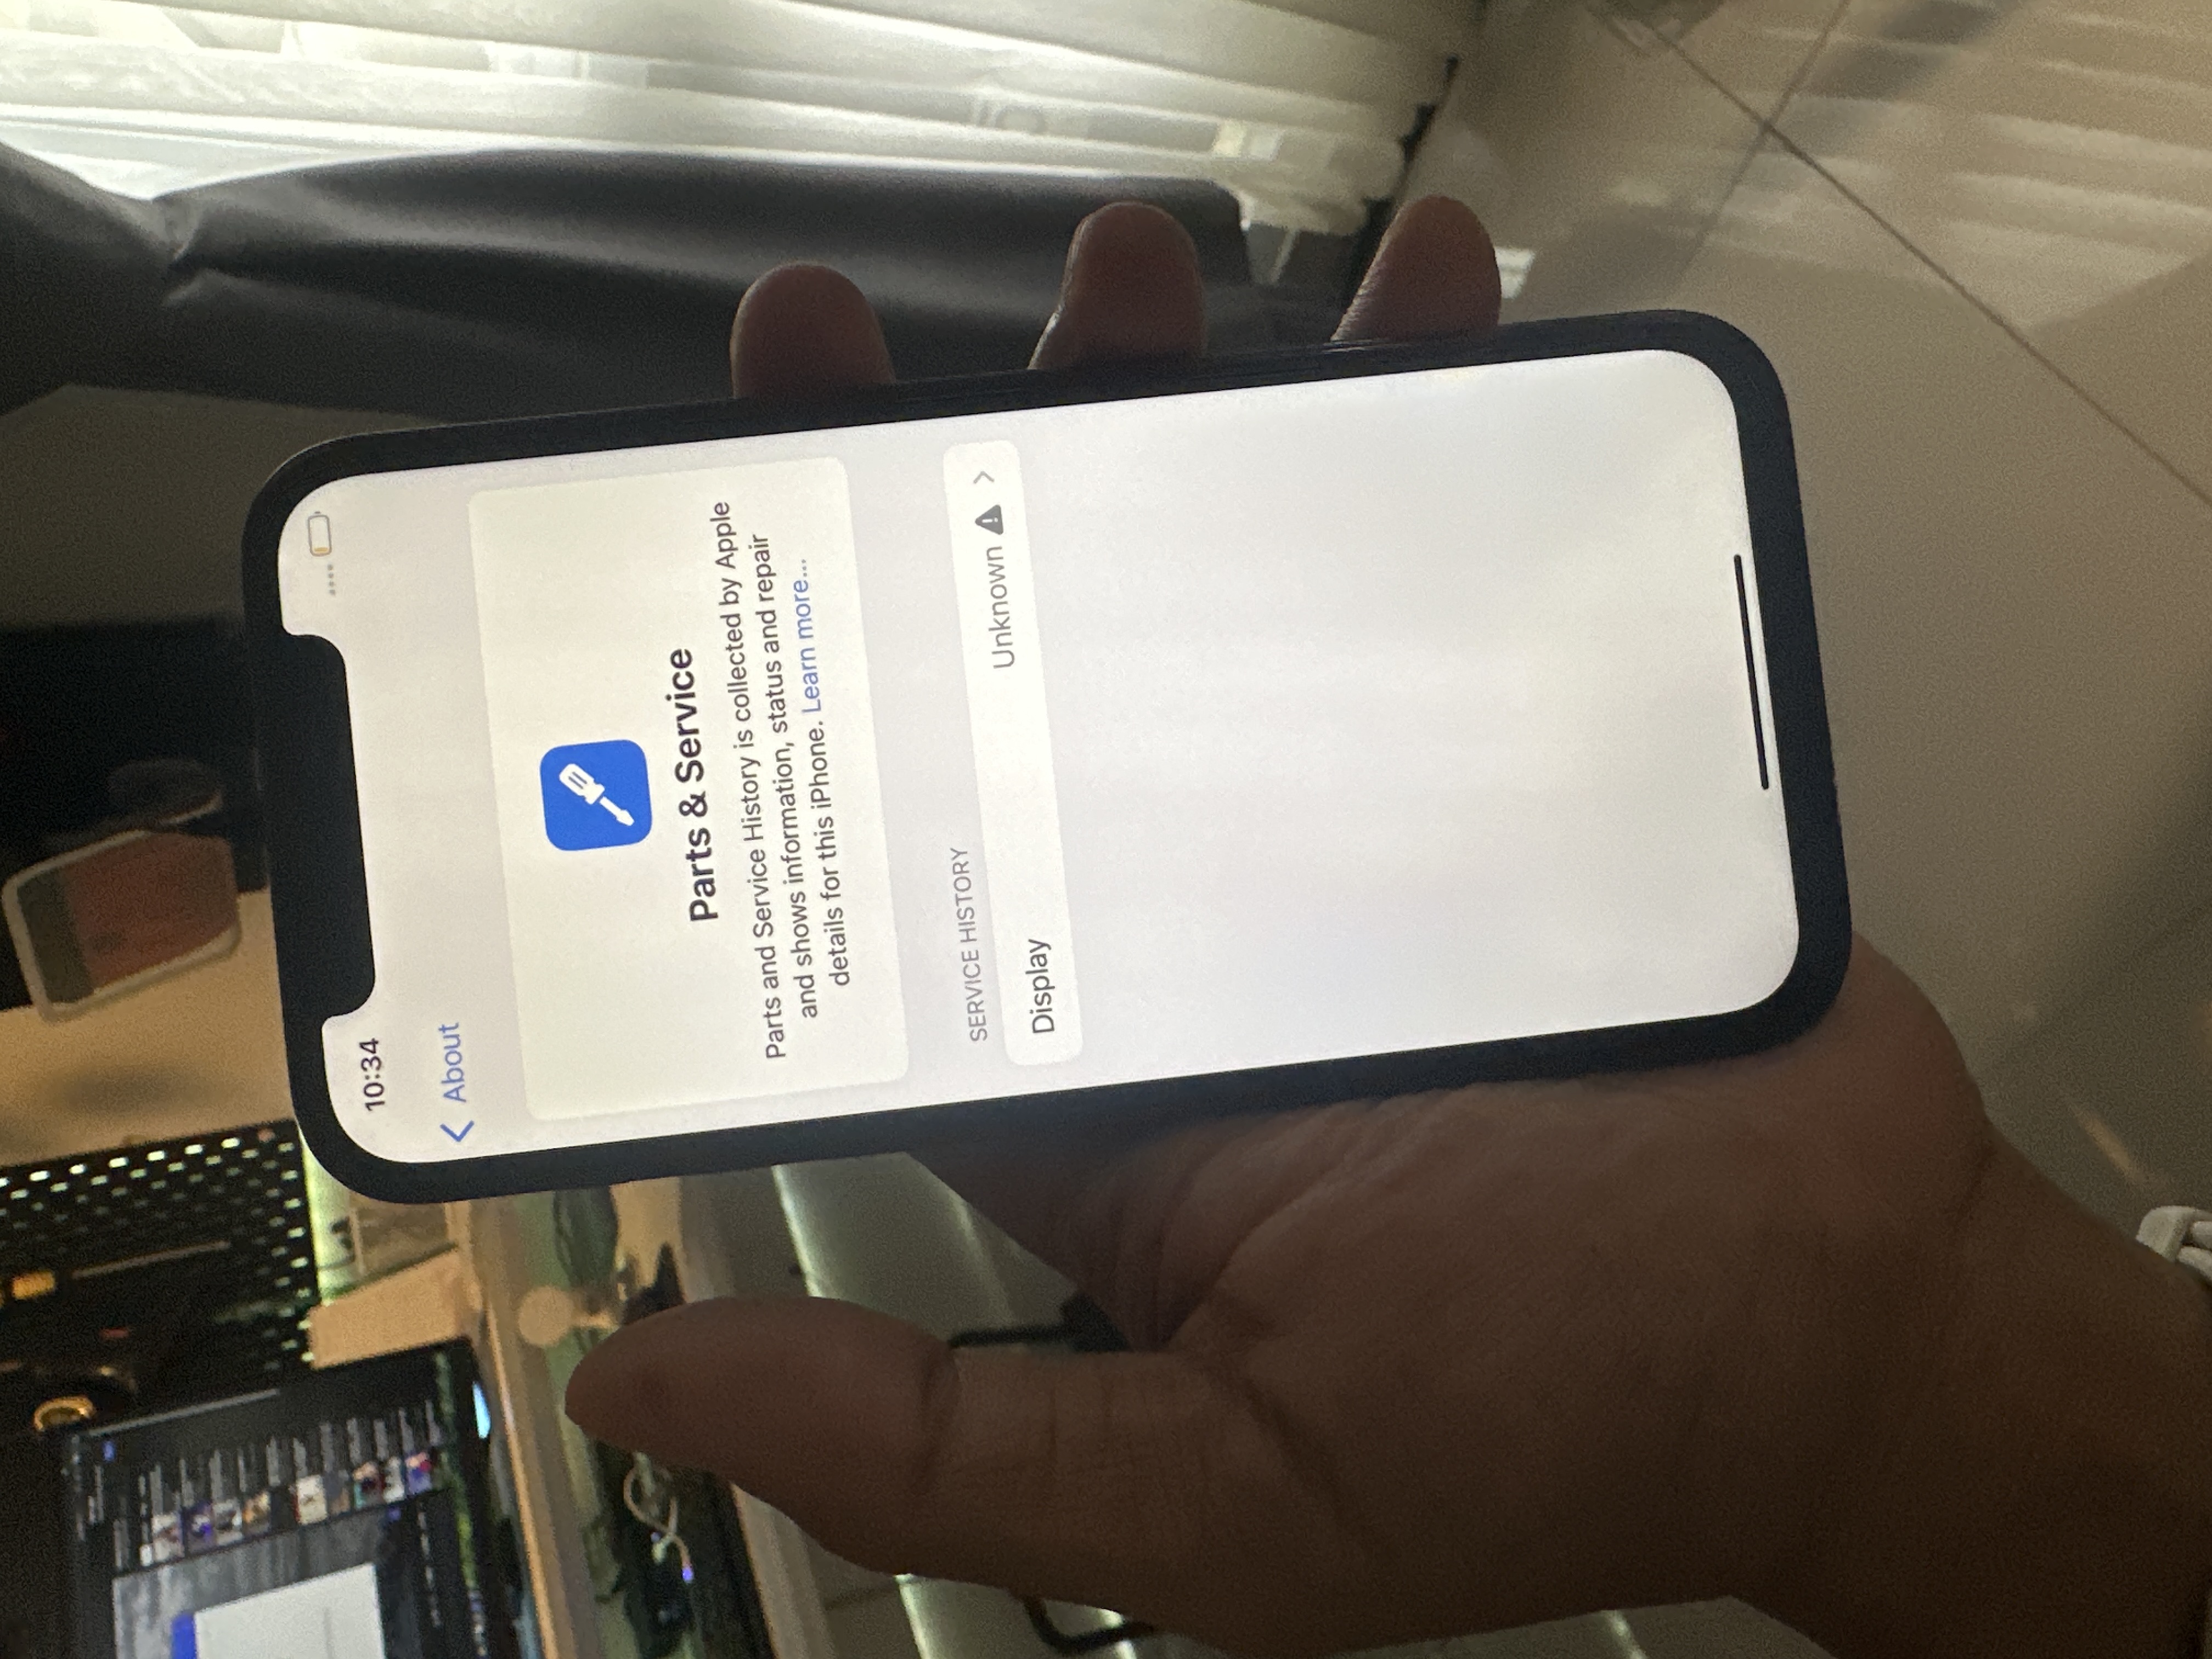 10:34
About
Parts & Service
Parts and Service History is collected by Apple
and shows information, status and repair
details for this iPhone. Learn more...
SERVICE HISTORY
Display Unknown